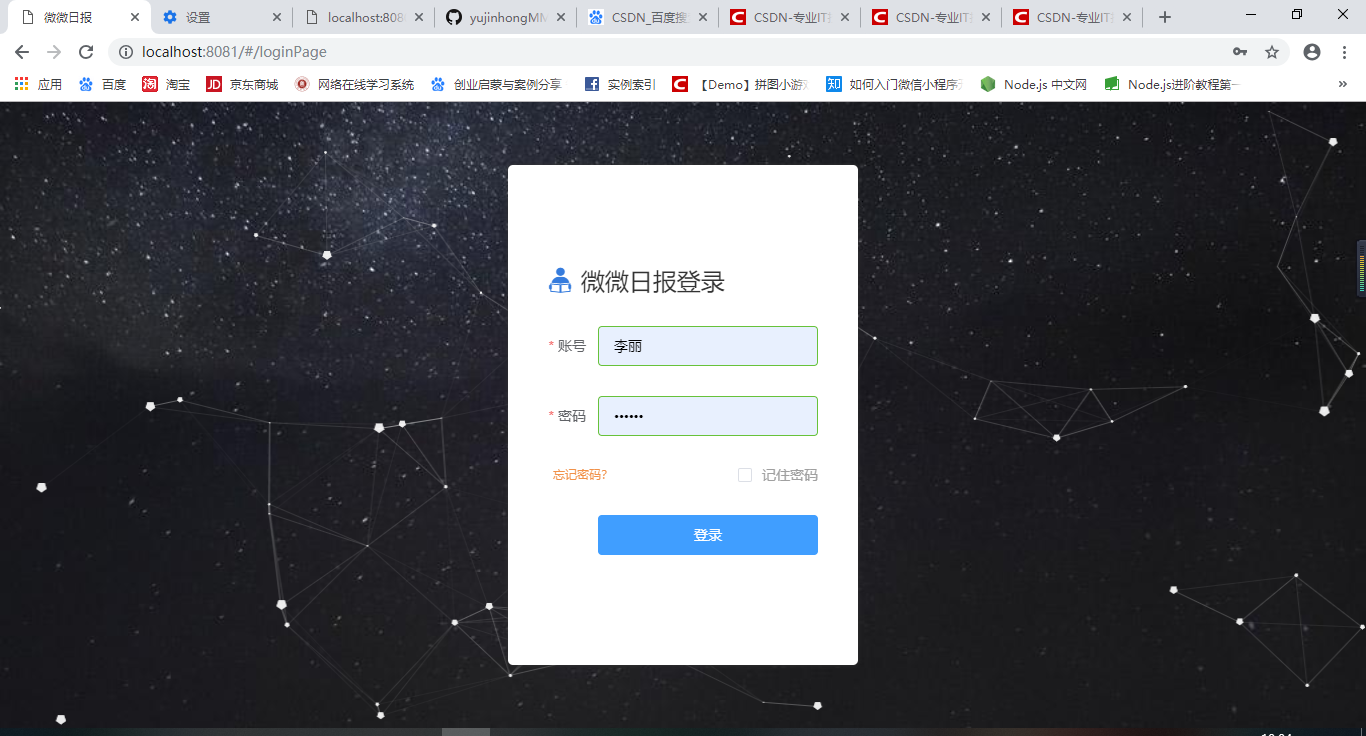 微微日报
设置
localhost:808
yujinhongMM
CSDN_百度搜
CSDN-专业IT
CSDN-专业IT
CSDN-专业IT
localhost:8081/#/loginPage
应用
百度
淘 淘宝
JD 京东商城
网络在线学习系统
创业启蒙与案例分享
实例索引
C 【Demo】拼图小游
知 如何入门微信小程序
Node.js 中文网
Node.js进阶教程第一
»
微微日报登录
* 账号 李丽
* 密码 ••••••
忘记密码? 记住密码
登录